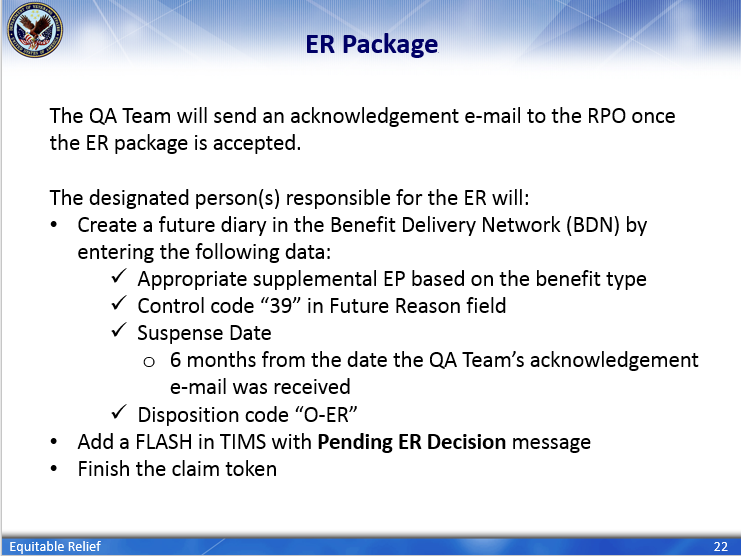 ER Package
The QA Team will send an acknowledgement e-mail to the RPO once
the ER package is accepted.
The designated person(s) responsible for the ER will:
• Create a future diary in the Benefit Delivery Network (BDN) by
entering the following data:
✓ Appropriate supplemental EP based on the benefit type
✓ Control code “39” in Future Reason field
✓ Suspense Date
o 6 months from the date the QA Team’s acknowledgement
e-mail was received
✓ Disposition code “O-ER”
• Add a FLASH in TIMS with Pending ER Decision message
• Finish the claim token
Equitable Relief
22